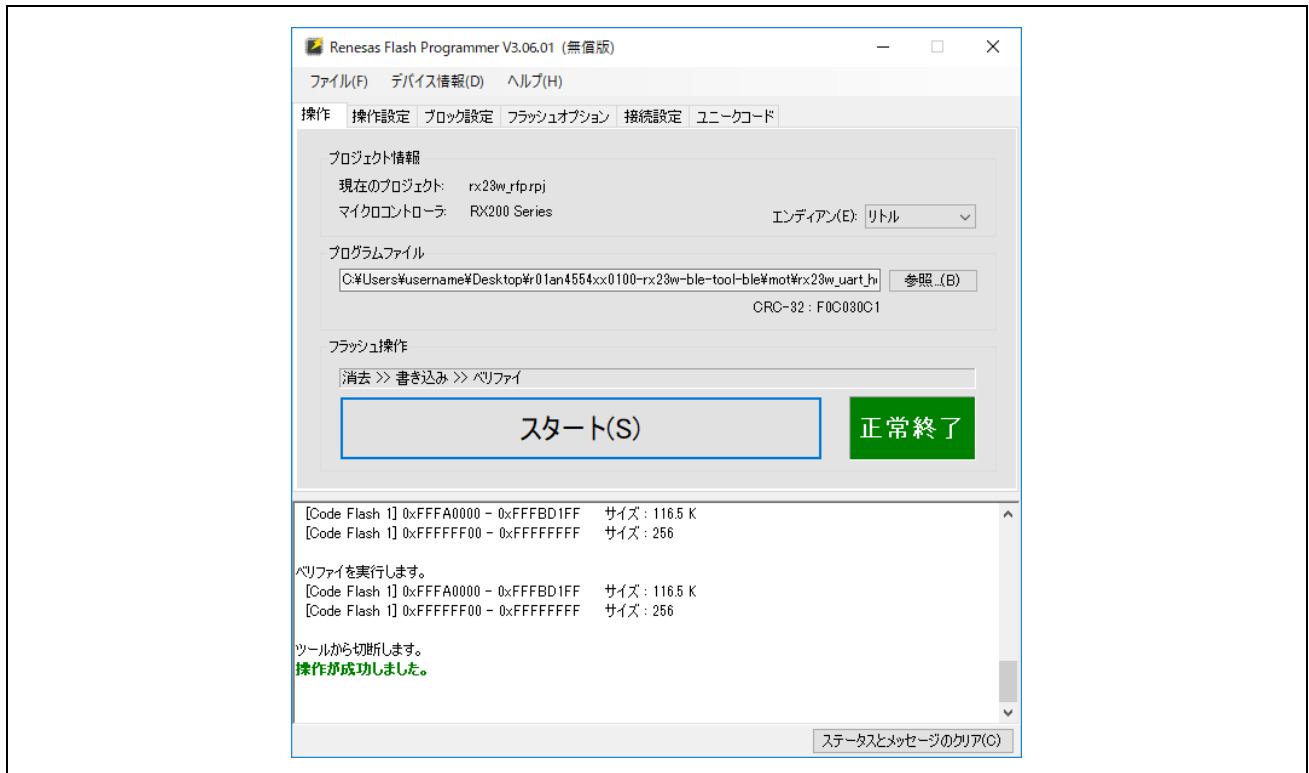 Renesas Flash Programmer V3.06.01 (無償版)
ファイル(F) デバイス情報(D) ヘルプ(H)
操作 操作設定 ブロック設定 フラッシュオプション 接続設定 ユニークコード
プロジェクト情報
現在のプロジェクト: rx23w_rfp.rpj
マイクロコントローラ: RX200 Series
エンディアン(E): リトル
プログラムファイル
C:¥Users¥username¥Desktop¥r01an4554xx0100-rx23w-ble-tool-ble¥mot¥rx23w_uart_h 参照...(B)
CRC-32 : F0C030C1
フラッシュ操作
消去 >> 書き込み >> ベリファイ
スタート(S) 正常終了
[Code Flash 1] 0xFFFA0000 - 0xFFFBD1FF サイズ : 116.5 K
[Code Flash 1] 0xFFFFFF00 - 0xFFFFFFFF サイズ : 256
ベリファイを実行します。
[Code Flash 1] 0xFFFA0000 - 0xFFFBD1FF サイズ : 116.5 K
[Code Flash 1] 0xFFFFFF00 - 0xFFFFFFFF サイズ : 256
ツールから切断します。
操作が成功しました。
ステータスとメッセージのクリア(C)